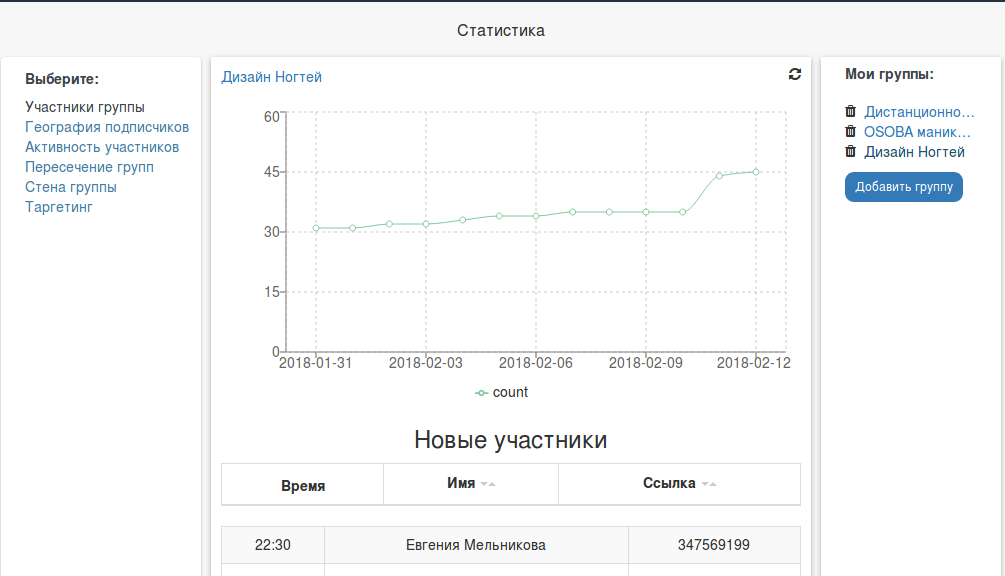 Статистика
Выберите:
Участники группы
География подписчиков
Активность участников
Пересечение групп
Стена группы
Таргетинг
Дизайн Ногтей
60
45
30
15
0
2018-01-31 2018-02-03 2018-02-06 2018-02-09 2018-02-12
count
Новые участники
Время Имя Ссылка
22:30 Евгения Мельникова 347569199
Мои группы:
Дистанционно...
OSOBA маник...
Дизайн Ногтей
Добавить группу